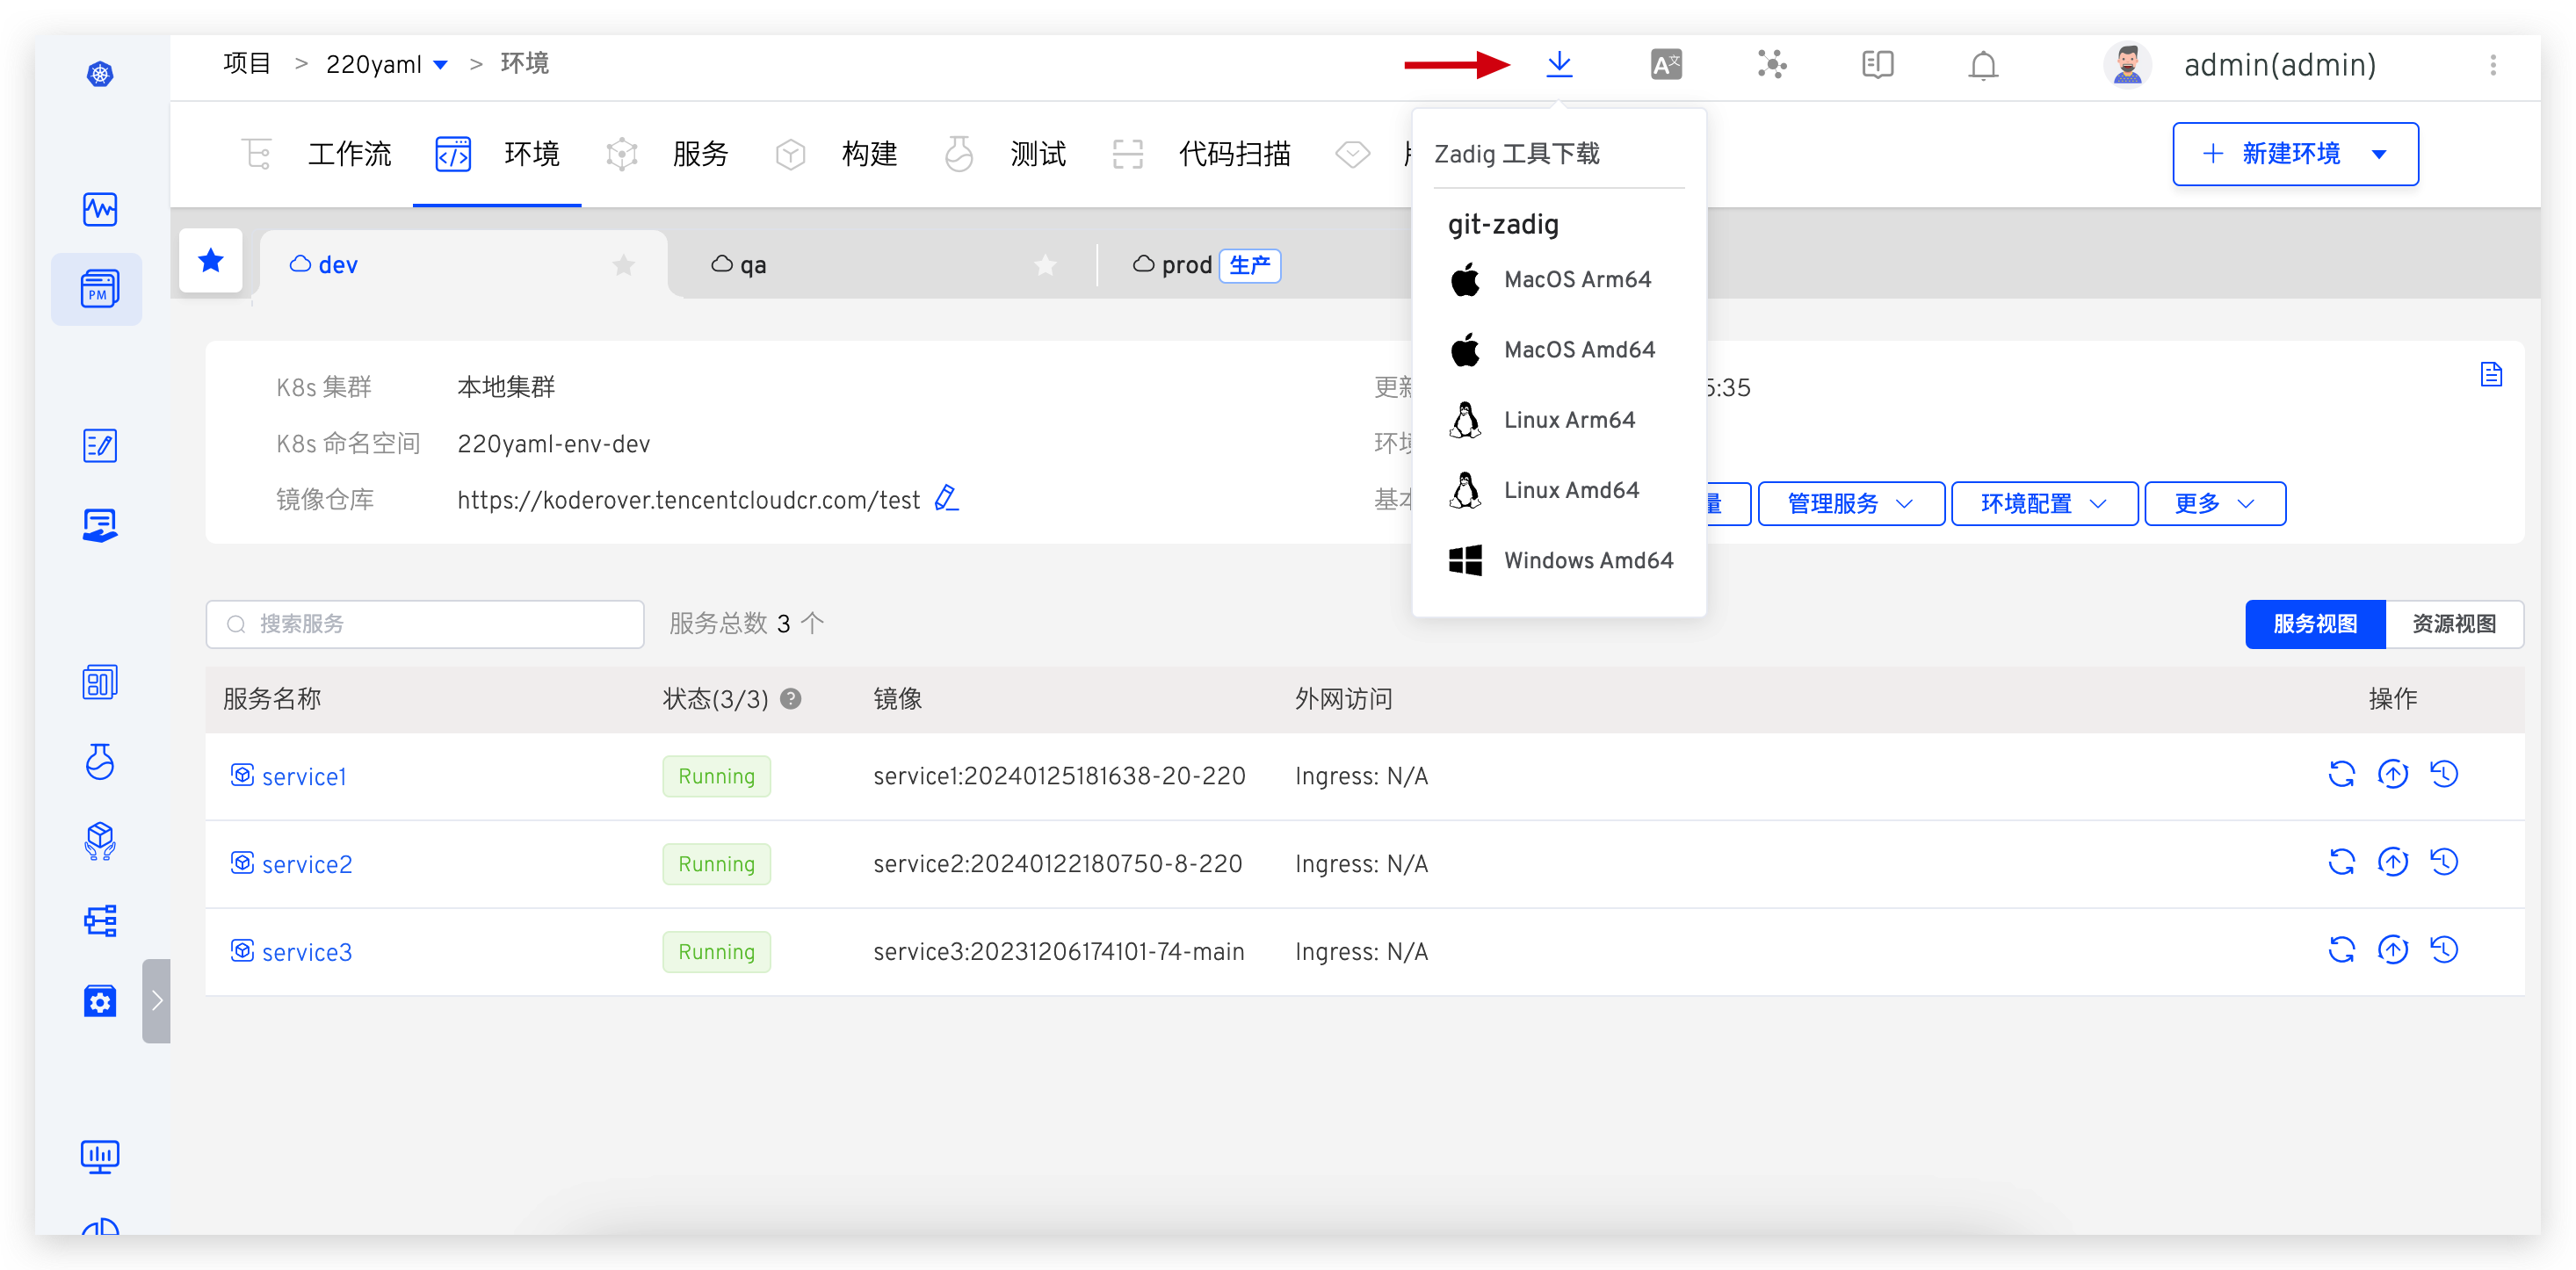 项目 > 220yaml > 环境
admin(admin)
工作流 环境 服务 构建 测试 代码扫描
新建环境
Zadig 工具下载
git-zadig
MacOS Arm64
MacOS Amd64
Linux Arm64
Linux Amd64
Windows Amd64
PM
dev qa prod 生产
K8s 集群 本地集群
更新 5:35
K8s 命名空间 220yaml-env-dev
环境
镜像仓库 https://koderover.tencentcloudcr.com/test
基本 量 管理服务 环境配置 更多
搜索服务 服务总数 3 个
服务视图 资源视图
服务名称 状态(3/3) 镜像 外网访问 操作
service1 Running service1:20240125181638-20-220 Ingress: N/A
service2 Running service2:20240122180750-8-220 Ingress: N/A
service3 Running service3:20231206174101-74-main Ingress: N/A